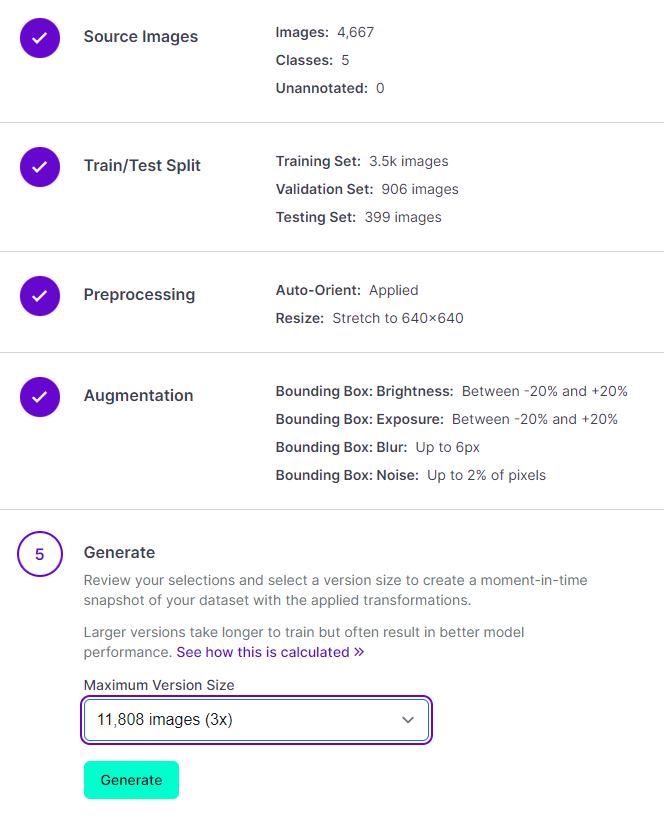 Source Images
Images: 4,667
Classes: 5
Unannotated: 0
Train/Test Split
Training Set: 3.5k images
Validation Set: 906 images
Testing Set: 399 images
Preprocessing
Auto-Orient: Applied
Resize: Stretch to 640×640
Augmentation
Bounding Box: Brightness: Between -20% and +20%
Bounding Box: Exposure: Between -20% and +20%
Bounding Box: Blur: Up to 6px
Bounding Box: Noise: Up to 2% of pixels
5
Generate
Review your selections and select a version size to create a moment-in-time
snapshot of your dataset with the applied transformations.
Larger versions take longer to train but often result in better model
performance. See how this is calculated »
Maximum Version Size
11,808 images (3x)
Generate